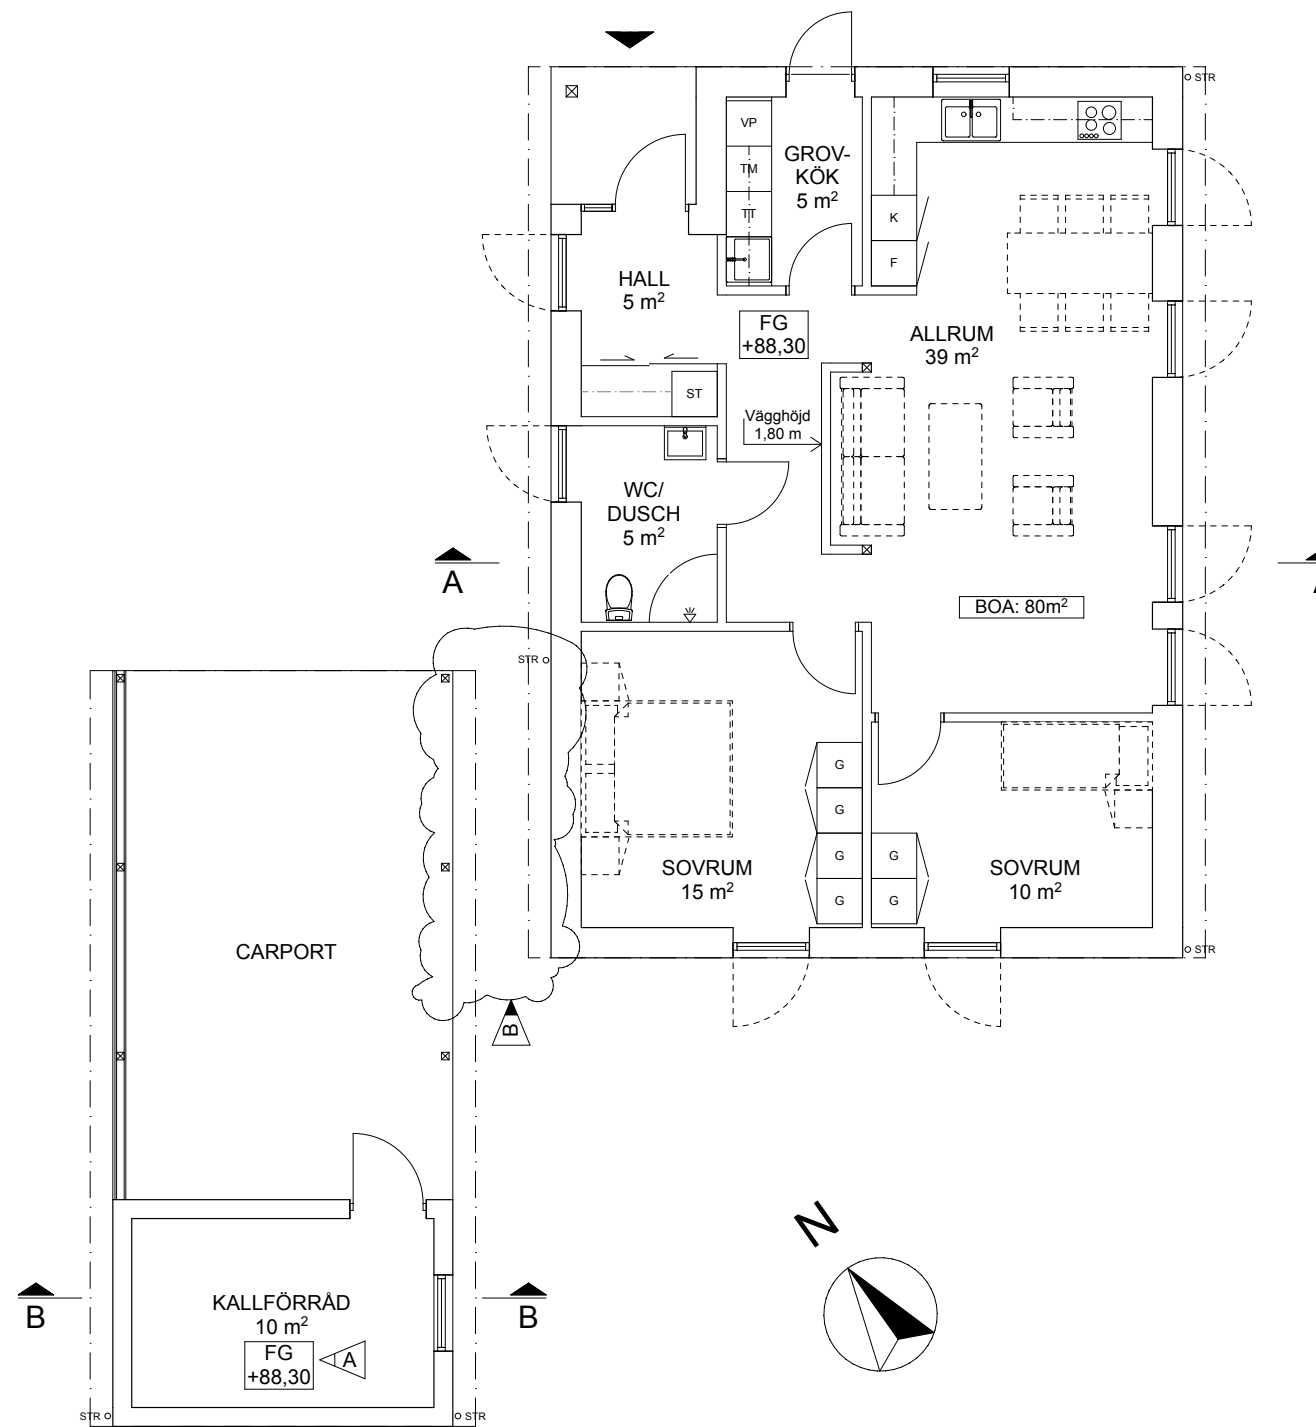 STR
VP
TM
TT
GROV-
KÖK
5 m²
K
F
HALL
5 m²
FG
+88,30
ALLRUM
39 m²
ST
Vägghöjd
1,80 m
WC/
DUSCH
5 m²
A
BOA: 80m²
STR
G
G
G
G
G
G
SOVRUM
15 m²
SOVRUM
10 m²
CARPORT
STR
B
N
KALLFÖRRÅD
10 m²
FG
+88,30
A
B
B
STR
STR